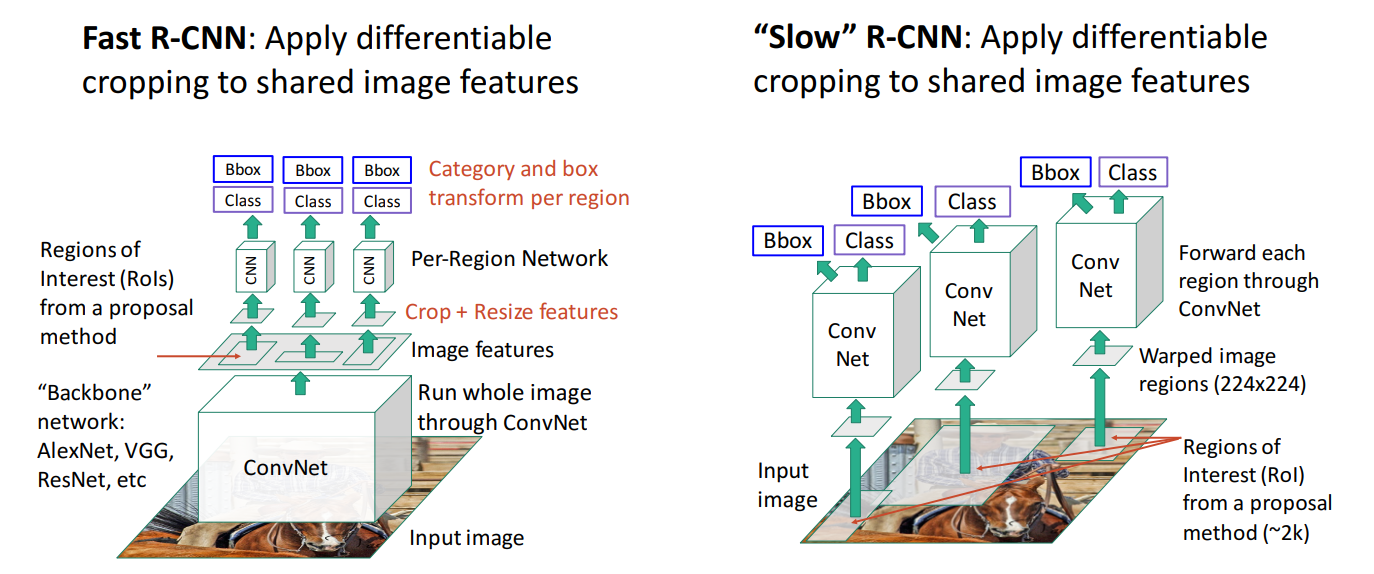 Fast R-CNN: Apply differentiable
cropping to shared image features
Bbox
Bbox
Bbox
Class
Class
Class
Category and box
transform per region
CNN
CNN
CNN
Per-Region Network
Regions of
Interest (RoIs)
from a proposal
method
Crop + Resize features
Image features
"Backbone"
network:
AlexNet, VGG,
ResNet, etc
Run whole image
through ConvNet
ConvNet
Input image
“Slow” R-CNN: Apply differentiable
cropping to shared image features
Bbox
Class
Bbox
Class
Bbox
Class
Conv
Net
Conv
Net
Conv
Net
Forward each
region through
ConvNet
Warped image
regions (224x224)
Input
image
Regions of
Interest (RoI)
from a proposal
method (~2k)